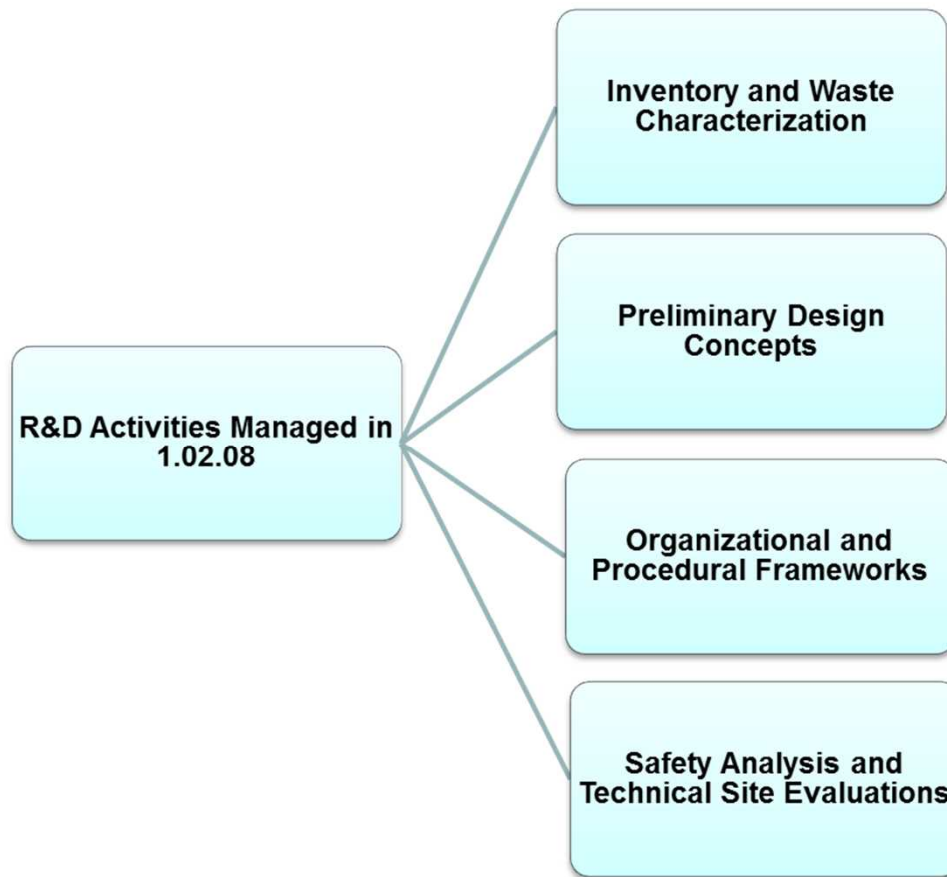 Inventory and Waste
Characterization
Preliminary Design
Concepts
R&D Activities Managed in
1.02.08
Organizational and
Procedural Frameworks
Safety Analysis and
Technical Site Evaluations